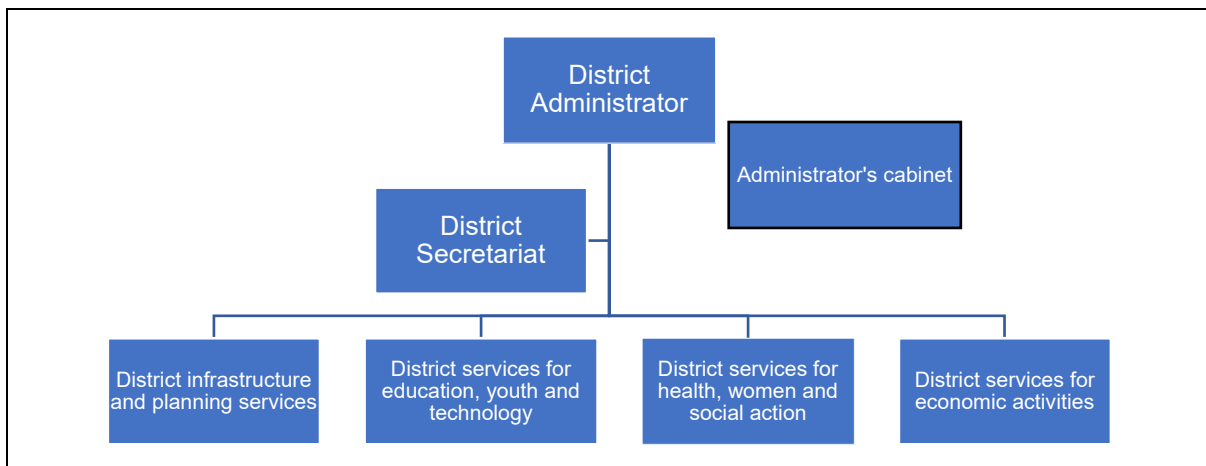 District
Administrator
Administrator's cabinet
District
Secretariat
District infrastructure
and planning services
District services for
education, youth and
technology
District services for
health, women and
social action
District services for
economic activities